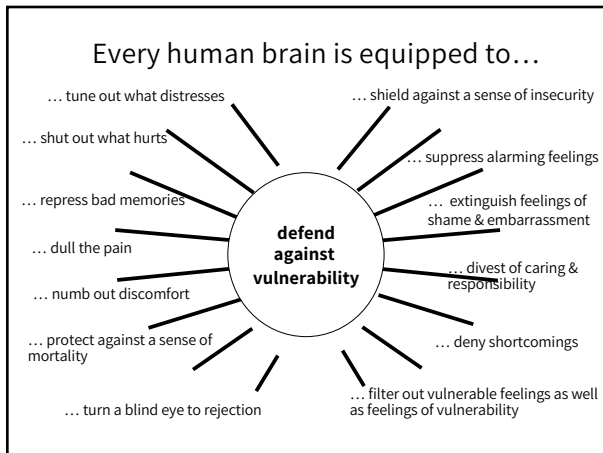 Every human brain is equipped to…
… tune out what distresses
… shut out what hurts
… repress bad memories
… dull the pain
… numb out discomfort
… protect against a sense of
mortality
… turn a blind eye to rejection
defend
against
vulnerability
… shield against a sense of insecurity
… suppress alarming feelings
… extinguish feelings of
shame & embarrassment
… divest of caring &
responsibility
… deny shortcomings
… filter out vulnerable feelings as well
as feelings of vulnerability